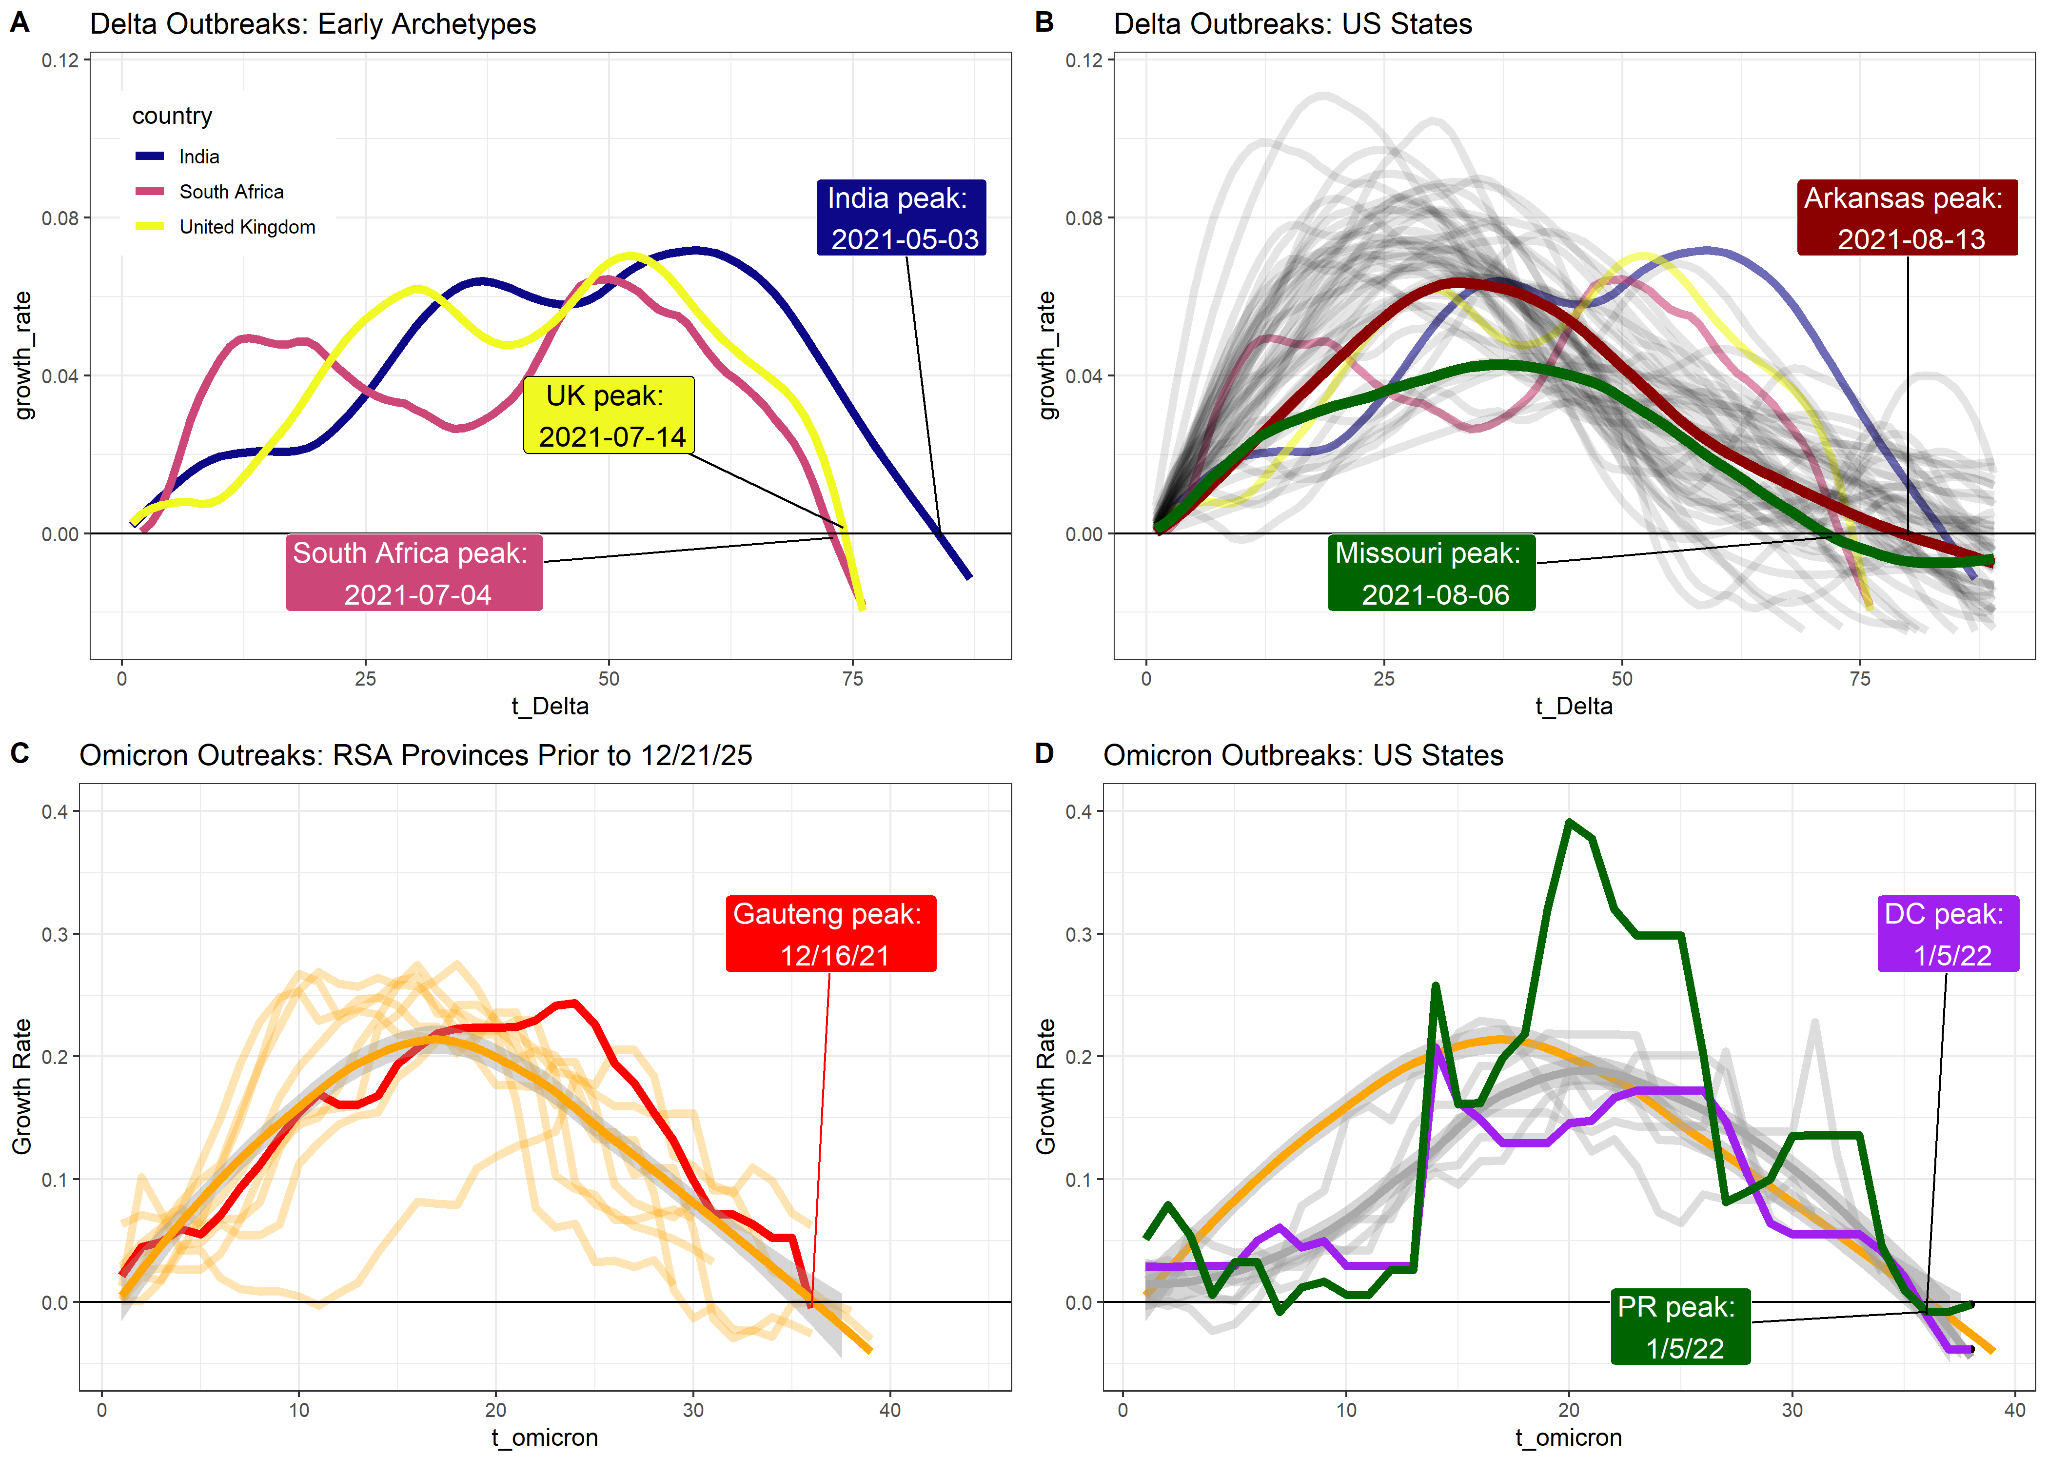 A
Delta Outbreaks: Early Archetypes
growth_rate
0.12
0.08
0.04
0.00
country
India
South Africa
United Kingdom
India peak:
2021-05-03
UK peak:
2021-07-14
South Africa peak:
2021-07-04
0
25
50
75
t_Delta
B
Delta Outbreaks: US States
growth_rate
0.12
0.08
0.04
0.00
Arkansas peak:
2021-08-13
Missouri peak:
2021-08-06
0
25
50
75
t_Delta
C
Omicron Outreaks: RSA Provinces Prior to 12/21/25
Growth Rate
0.4
0.3
0.2
0.1
0.0
Gauteng peak:
12/16/21
0
10
20
30
40
t_omicron
D
Omicron Outbreaks: US States
Growth Rate
0.4
0.3
0.2
0.1
0.0
DC peak:
1/5/22
PR peak:
1/5/22
0
10
20
30
40
t_omicron